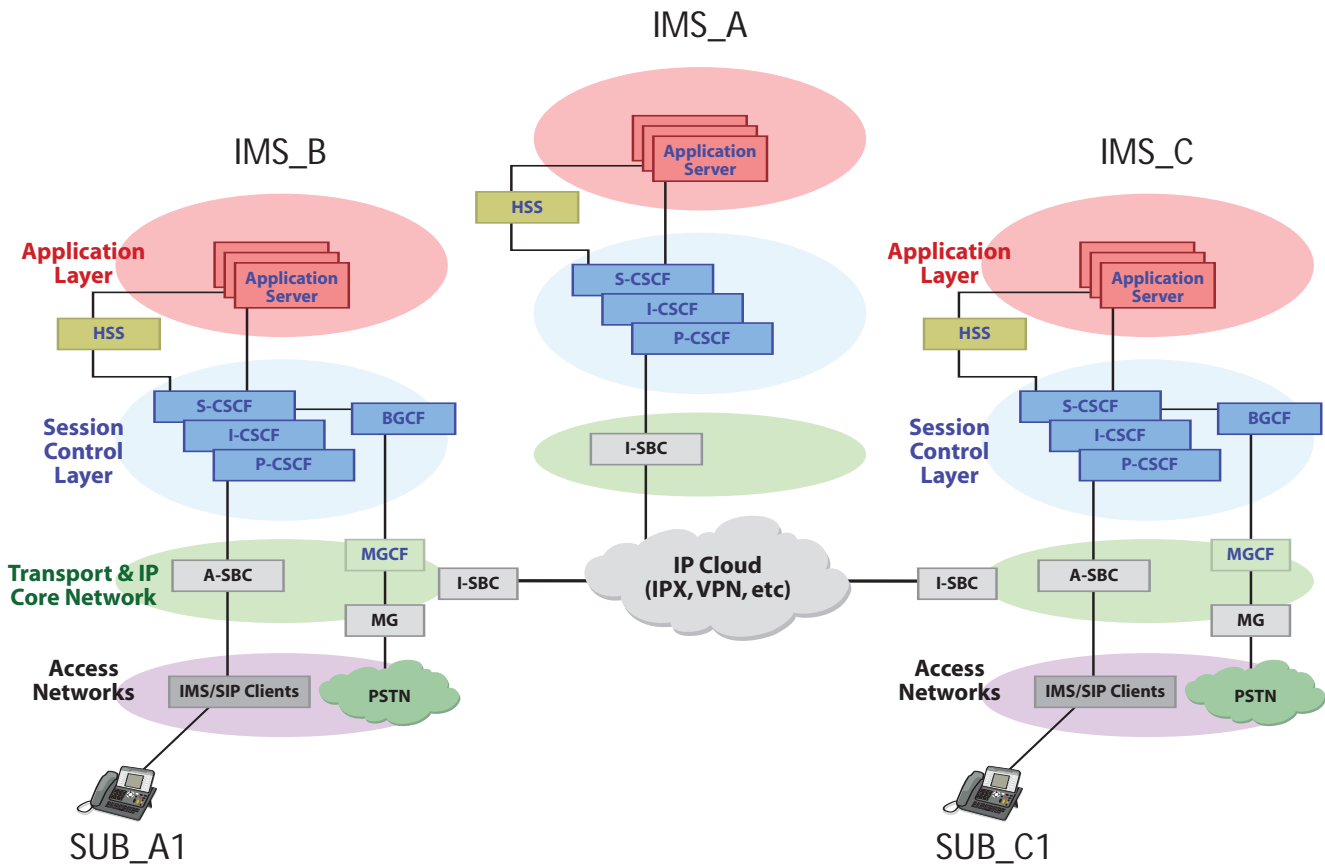 IMS_A
Application
Server
HSS
S-CSCF
I-CSCF
P-CSCF
I-SBC
IP Cloud
(IPX, VPN, etc)
IMS_B
Application
Layer
Application
Server
HSS
Session
Control
Layer
S-CSCF
I-CSCF
P-CSCF
BGCF
Transport & IP
Core Network
A-SBC
MGCF
MG
I-SBC
Access
Networks
IMS/SIP Clients
PSTN
SUB_A1
IMS_C
Application
Layer
Application
Server
HSS
Session
Control
Layer
S-CSCF
I-CSCF
P-CSCF
BGCF
I-SBC
A-SBC
MGCF
MG
Access
Networks
IMS/SIP Clients
PSTN
SUB_C1